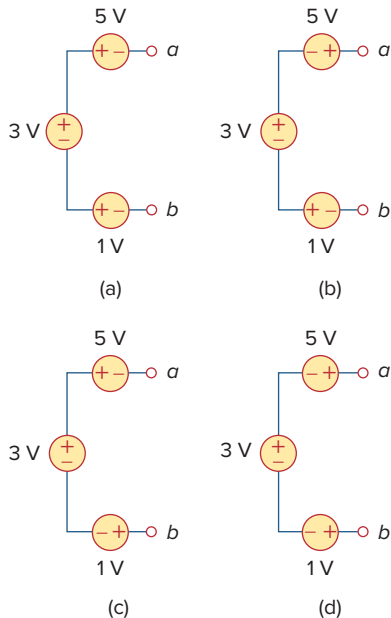 5 V 5 V
+ − a − + a
3 V + − 3 V + −
+ − b + − b
1 V 1 V
(a) (b)
5 V 5 V
+ − a − + a
3 V + − 3 V + −
− + b − + b
1 V 1 V
(c) (d)